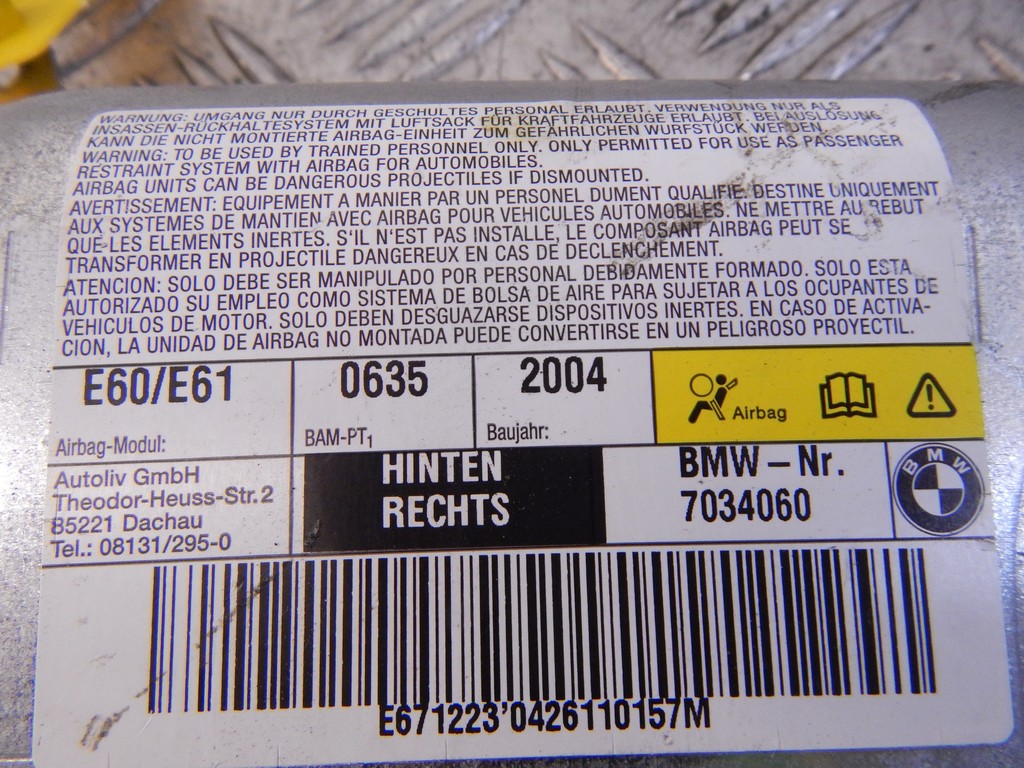 WARNUNG: UMGANG NUR DURCH GESCHULTES PERSONAL ERLAUBT. VERWENDUNG NUR ALS
INSASSEN-RÜCKHALTESYSTEM MIT LUFTSACK FÜR KRAFTFAHRZEUGE ERLAUBT. BEI AUSLÖSUNG
KANN DIE NICHT MONTIERTE AIRBAG-EINHEIT ZUM GEFÄHRLICHEN WURFSTÜCK WERDEN.
WARNING: TO BE USED BY TRAINED PERSONNEL ONLY. ONLY PERMITTED FOR USE AS PASSENGER
RESTRAINT SYSTEM WITH AIRBAG FOR AUTOMOBILES.
AIRBAG UNITS CAN BE DANGEROUS PROJECTILES IF DISMOUNTED.
AVERTISSEMENT: EQUIPEMENT A MANIER PAR UN PERSONEL DUMENT QUALIFIE. DESTINE UNIQUEMENT
AUX SYSTEMES DE MANTIEN AVEC AIRBAG POUR VEHICULES AUTOMOBILES. NE METTRE AU REBUT
QUE LES ELEMENTS INERTES. S'IL N'EST PAS INSTALLE, LE COMPOSANT AIRBAG PEUT SE
TRANSFORMER EN PROJECTILE DANGEREUX EN CAS DE DECLENCHEMENT.
ATENCION: SOLO DEBE SER MANIPULADO POR PERSONAL DEBIDAMENTE FORMADO. SOLO ESTA
AUTORIZADO SU EMPLEO COMO SISTEMA DE BOLSA DE AIRE PARA SUJETAR A LOS OCUPANTES DE
VEHICULOS DE MOTOR. SOLO DEBEN DESGUAZARSE DISPOSITIVOS INERTES. EN CASO DE ACTIVA-
CION, LA UNIDAD DE AIRBAG NO MONTADA PUEDE CONVERTIRSE EN UN PELIGROSO PROYECTIL.
E60/E61
Airbag-Modul:
0635
BAM-PT1
2004
Baujahr:
Airbag
Autoliv GmbH
Theodor-Heuss-Str.2
85221 Dachau
Tel.: 08131/295-0
HINTEN
RECHTS
BMW – Nr.
7034060
BMW
E671223'0426110157M